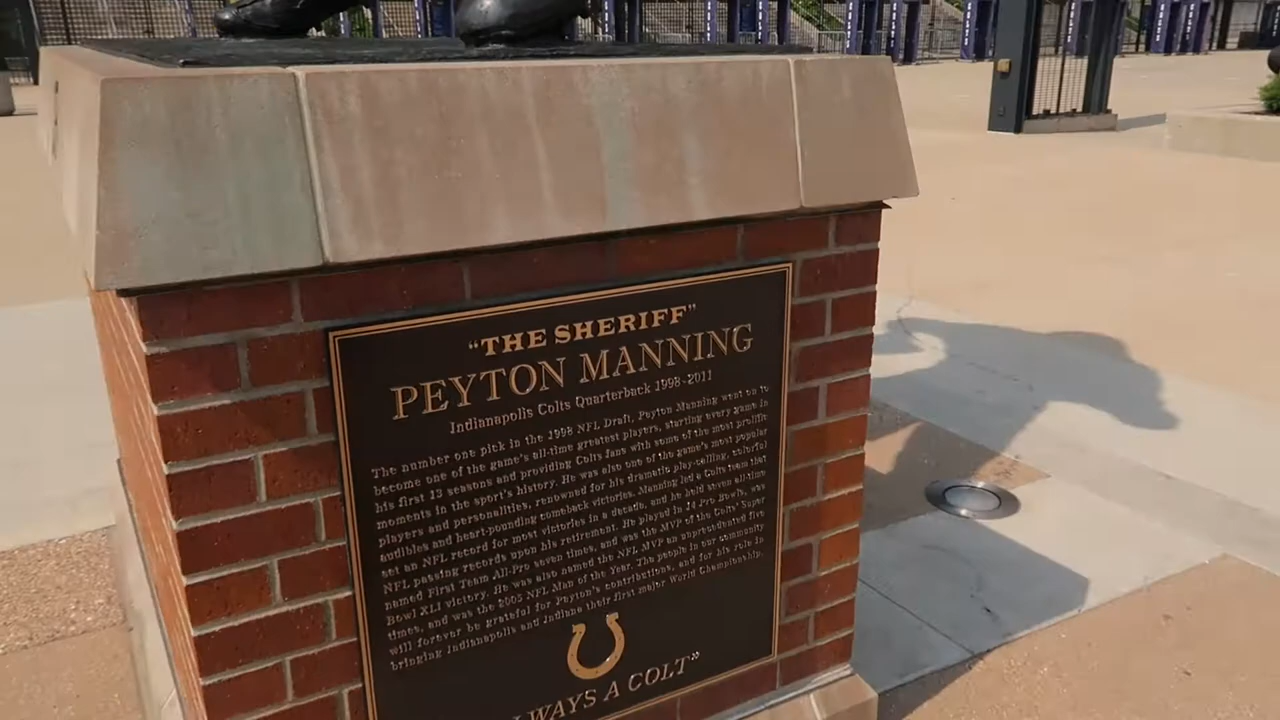 “THE SHERIFF”
PEYTON MANNING
Indianapolis Colts Quarterback 1998-2011
The number one pick in the 1998 NFL Draft, Peyton Manning went on to
become one of the game's all-time greatest players, starting every game in
his first 13 seasons and providing Colts fans with some of the most prolific
moments in the sport's history. He was also one of the game's most popular
players and personalities, renowned for his dramatic play-calling, colorful
audibles and heart-pounding comeback victories. Manning led a Colts team that
set an NFL record for most victories in a decade, and he held seven all-time
NFL passing records upon his retirement. He played in 14 Pro Bowls, was
named First Team All-Pro seven times, and was the MVP of the Colts' Super
Bowl XLI victory. He was also named the NFL MVP an unprecedented five
times, and was the 2005 NFL Man of the Year. The people in our community
will forever be grateful for Peyton's contributions, and for his role in
bringing Indianapolis and Indiana their first major World Championship.
LWAYS A COLT”